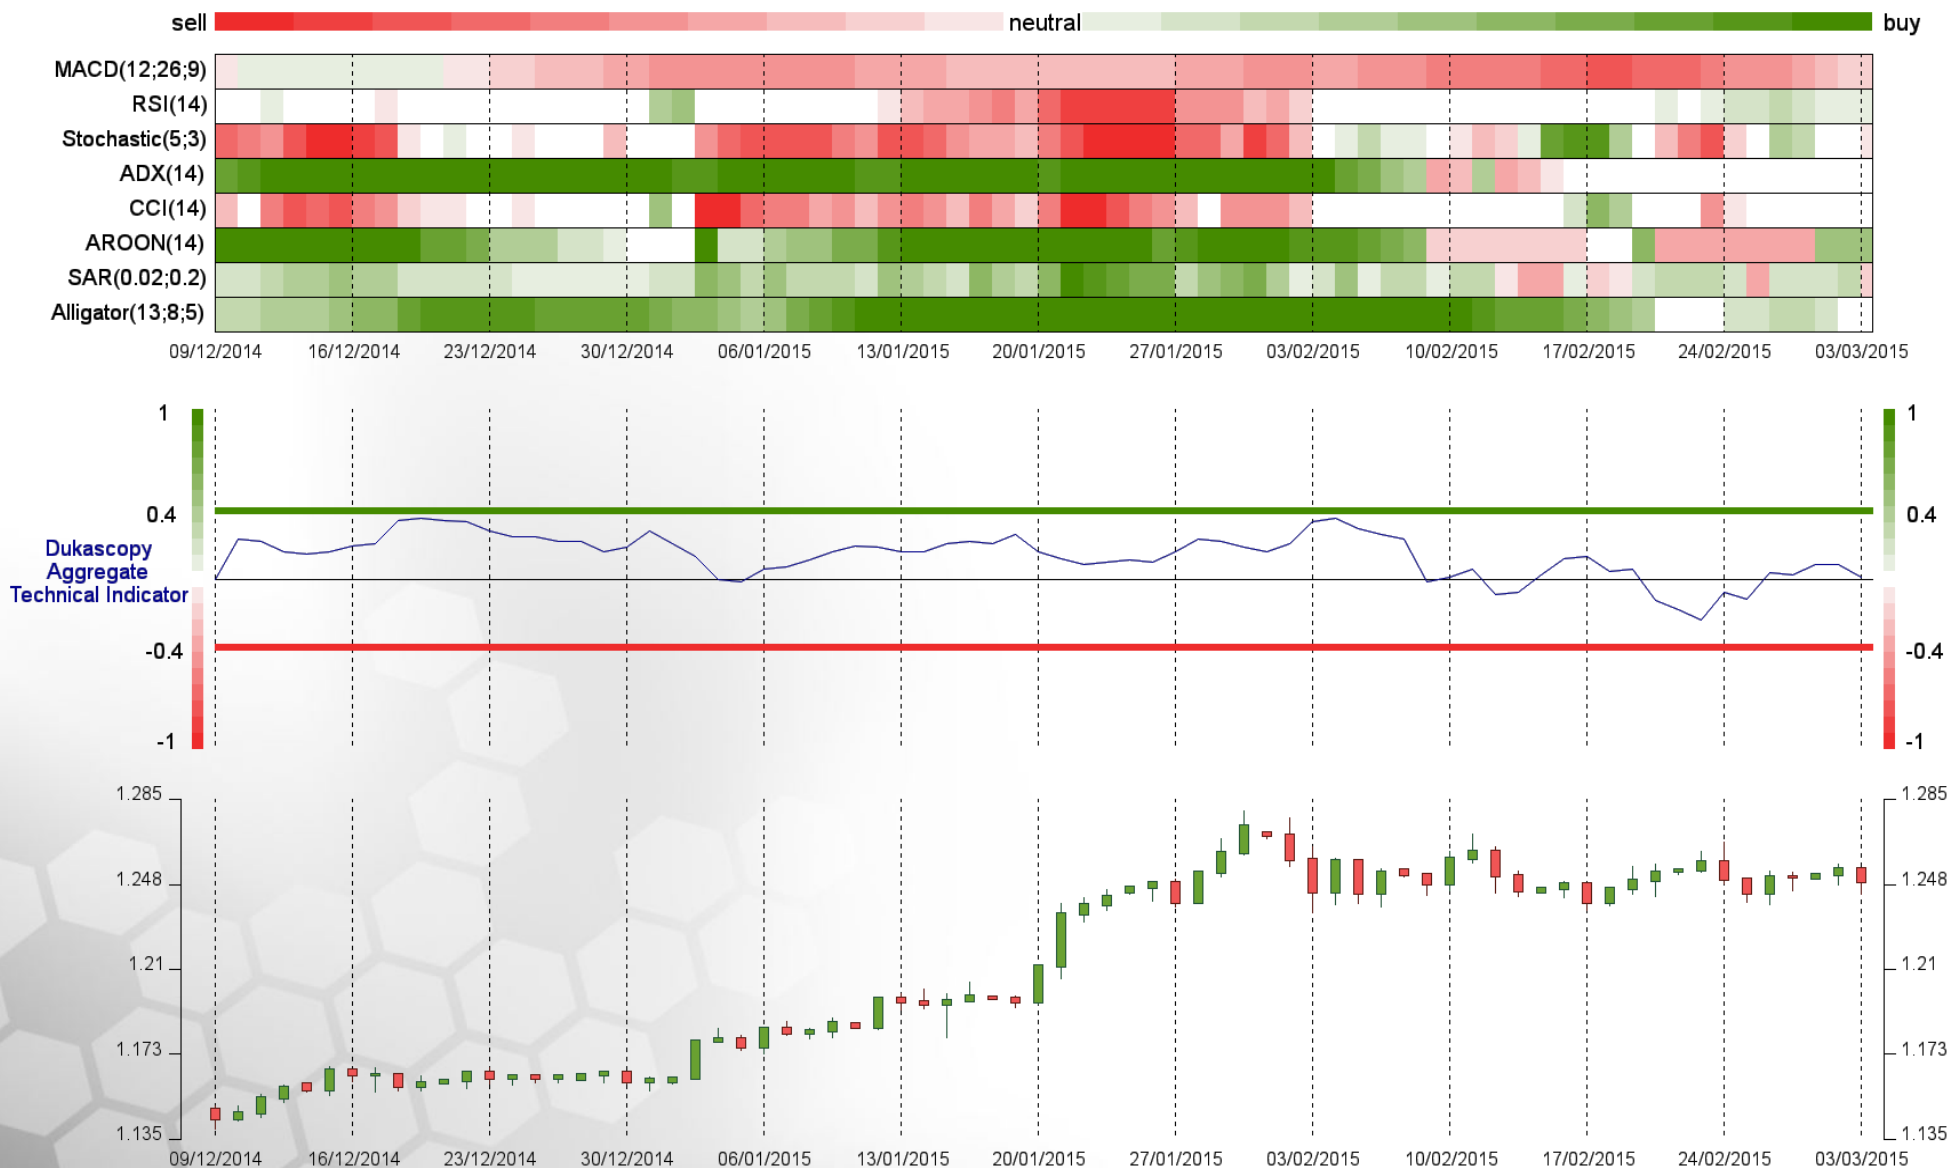 sell neutral buy
MACD(12;26;9)
RSI(14)
Stochastic(5;3)
ADX(14)
CCI(14)
AROON(14)
SAR(0.02;0.2)
Alligator(13;8;5)
09/12/2014 16/12/2014 23/12/2014 30/12/2014 06/01/2015 13/01/2015 20/01/2015 27/01/2015 03/02/2015 10/02/2015 17/02/2015 24/02/2015 03/03/2015
1 1
0.4 0.4
Dukascopy
Aggregate
Technical Indicator
-0.4 -0.4
-1 -1
1.285 1.285
1.248 1.248
1.21 1.21
1.173 1.173
1.135 1.135
09/12/2014 16/12/2014 23/12/2014 30/12/2014 06/01/2015 13/01/2015 20/01/2015 27/01/2015 03/02/2015 10/02/2015 17/02/2015 24/02/2015 03/03/2015